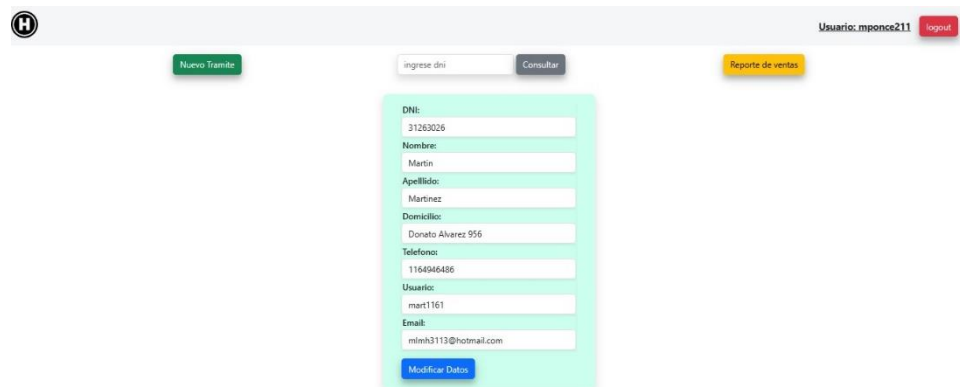 H
Usuario: mponce211 logout
Nuevo Tramite ingrese dni Consultar Reporte de ventas
DNI:
31263026
Nombre:
Martin
Apelllido:
Martinez
Domicilio:
Donato Alvarez 956
Telefono:
1164946486
Usuario:
mart1161
Email:
mlmh3113@hotmail.com
Modificar Datos